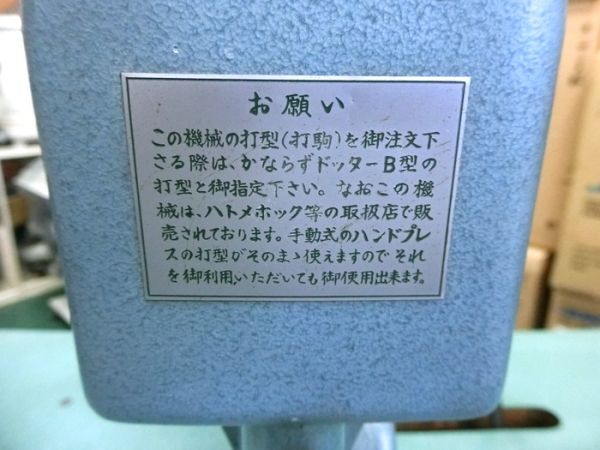 お願い
この機械の打型(打駒)を御注文下
さる際は、かならずドッターB型の
打型と御指定下さい。なおこの機
械は、ハトメホック等の取扱店で販
売されております。手動式のハンドプレ
スの打型がそのまゝ使えますので それ
を御利用、いただいても御使用出来ます。